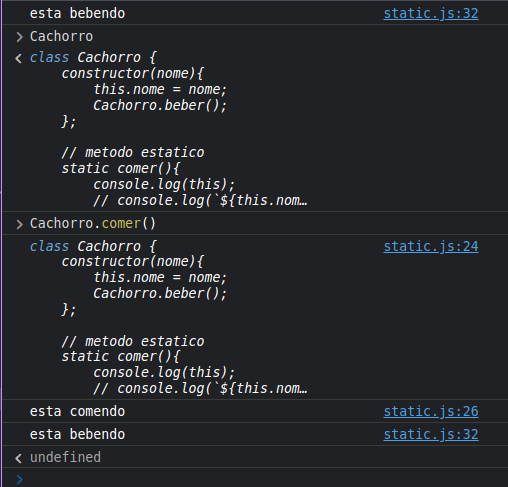 esta bebendo static.js:32
> Cachorro
< class Cachorro {
    constructor(nome){
        this.nome = nome;
        Cachorro.beber();
    };

    // metodo estatico
    static comer(){
        console.log(this);
        // console.log(`${this.nom…
> Cachorro.comer()
class Cachorro { static.js:24
    constructor(nome){
        this.nome = nome;
        Cachorro.beber();
    };

    // metodo estatico
    static comer(){
        console.log(this);
        // console.log(`${this.nom…
esta comendo static.js:26
esta bebendo static.js:32
< undefined
>